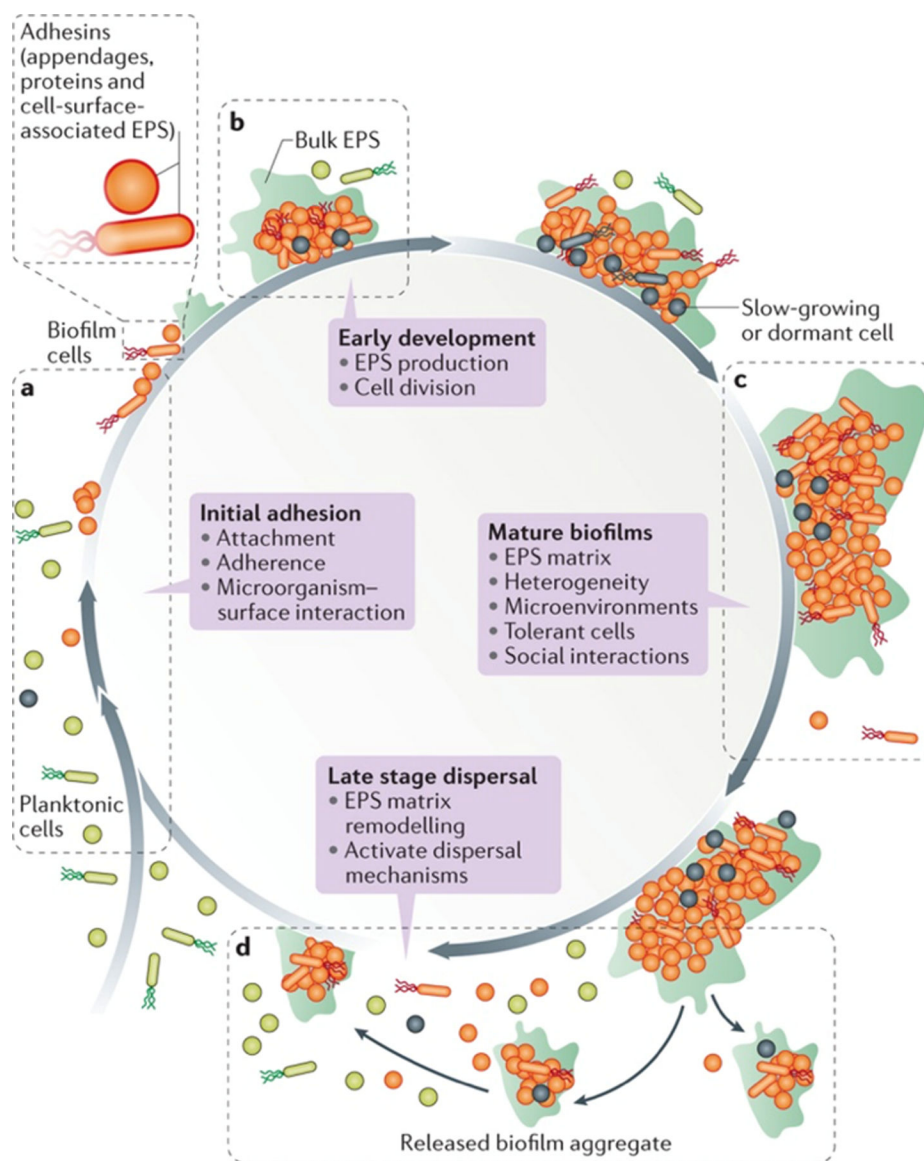 Adhesins
(appendages,
proteins and
cell-surface-
associated EPS)
b
Bulk EPS
Slow-growing
or dormant cell
Biofilm
cells
Early development
• EPS production
• Cell division
a
c
Initial adhesion
• Attachment
• Adherence
• Microorganism–
surface interaction
Mature biofilms
• EPS matrix
• Heterogeneity
• Microenvironments
• Tolerant cells
• Social interactions
Planktonic
cells
Late stage dispersal
• EPS matrix
remodelling
• Activate dispersal
mechanisms
d
Released biofilm aggregate